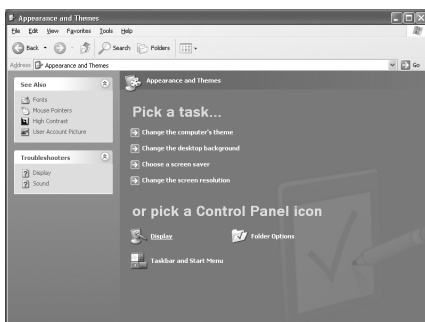 Appearance and Themes
File Edit View Favorites Tools Help
Back Search Folders
Address Appearance and Themes Go
See Also
Fonts
Mouse Pointers
High Contrast
User Account Picture
Troubleshooters
Display
Sound
Appearance and Themes
Pick a task...
Change the computer's theme
Change the desktop background
Choose a screen saver
Change the screen resolution
or pick a Control Panel icon
Display Folder Options
Taskbar and Start Menu